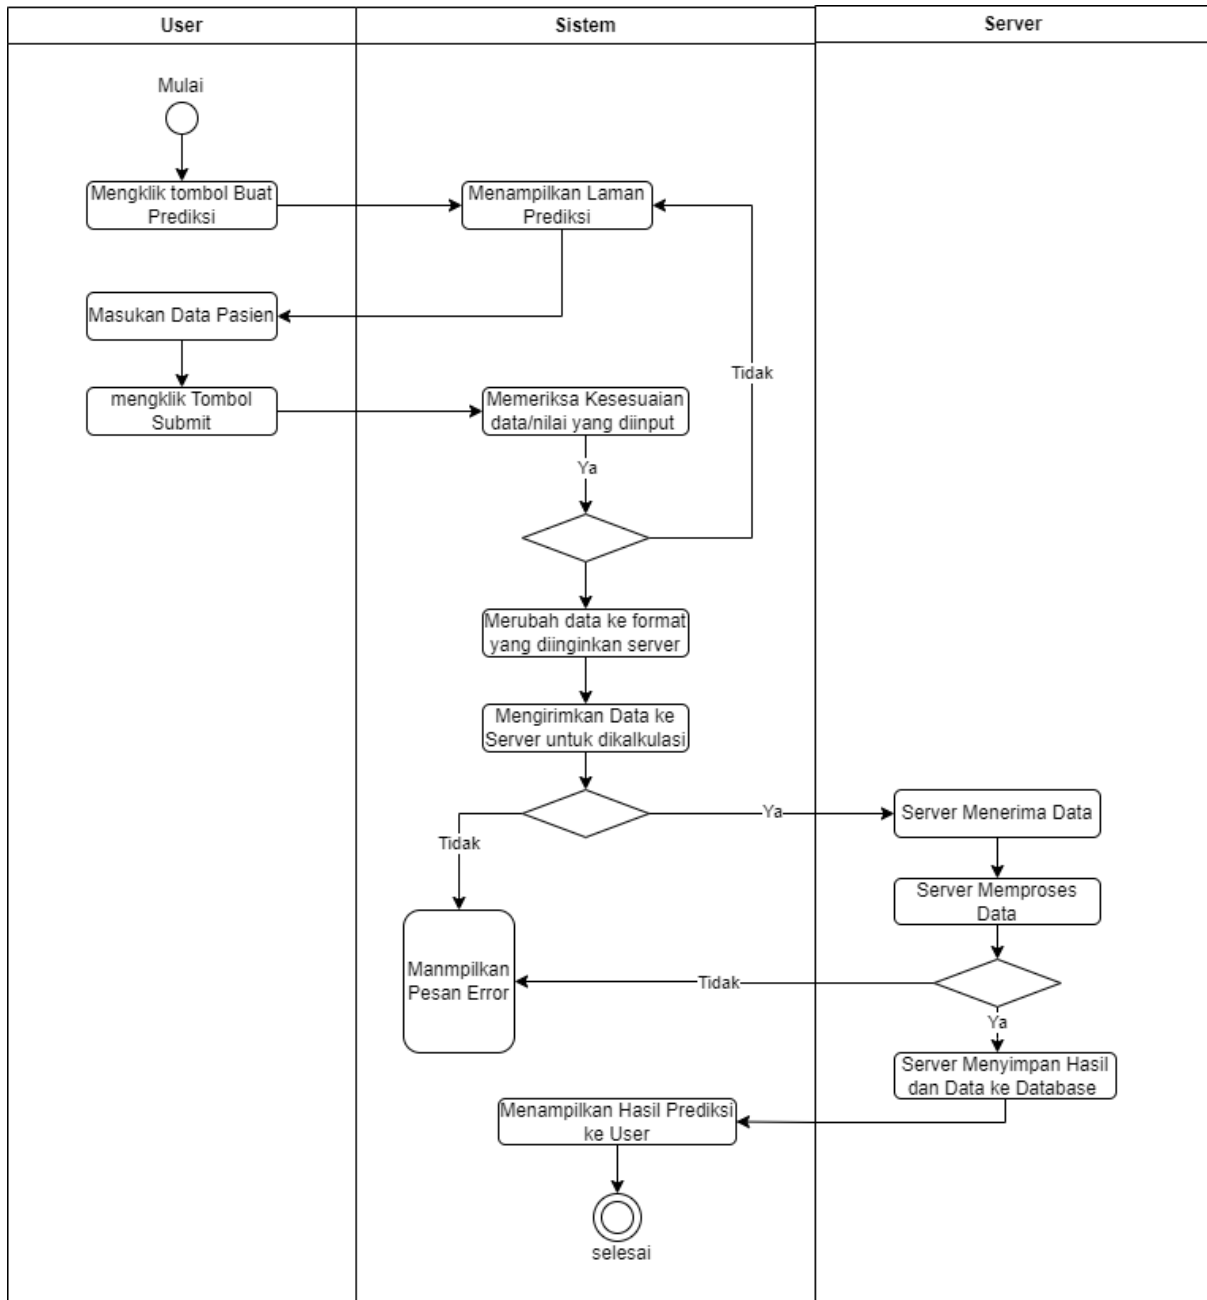 User
Sistem
Server
Mulai
Mengklik tombol Buat
Prediksi
Menampilkan Laman
Prediksi
Masukan Data Pasien
Tidak
mengklik Tombol
Submit
Memeriksa Kesesuaian
data/nilai yang diinput
Ya
Merubah data ke format
yang diinginkan server
Mengirimkan Data ke
Server untuk dikalkulasi
Ya
Server Menerima Data
Tidak
Server Memproses
Data
Manmpilkan
Pesan Error
Tidak
Ya
Server Menyimpan Hasil
dan Data ke Database
Menampilkan Hasil Prediksi
ke User
selesai